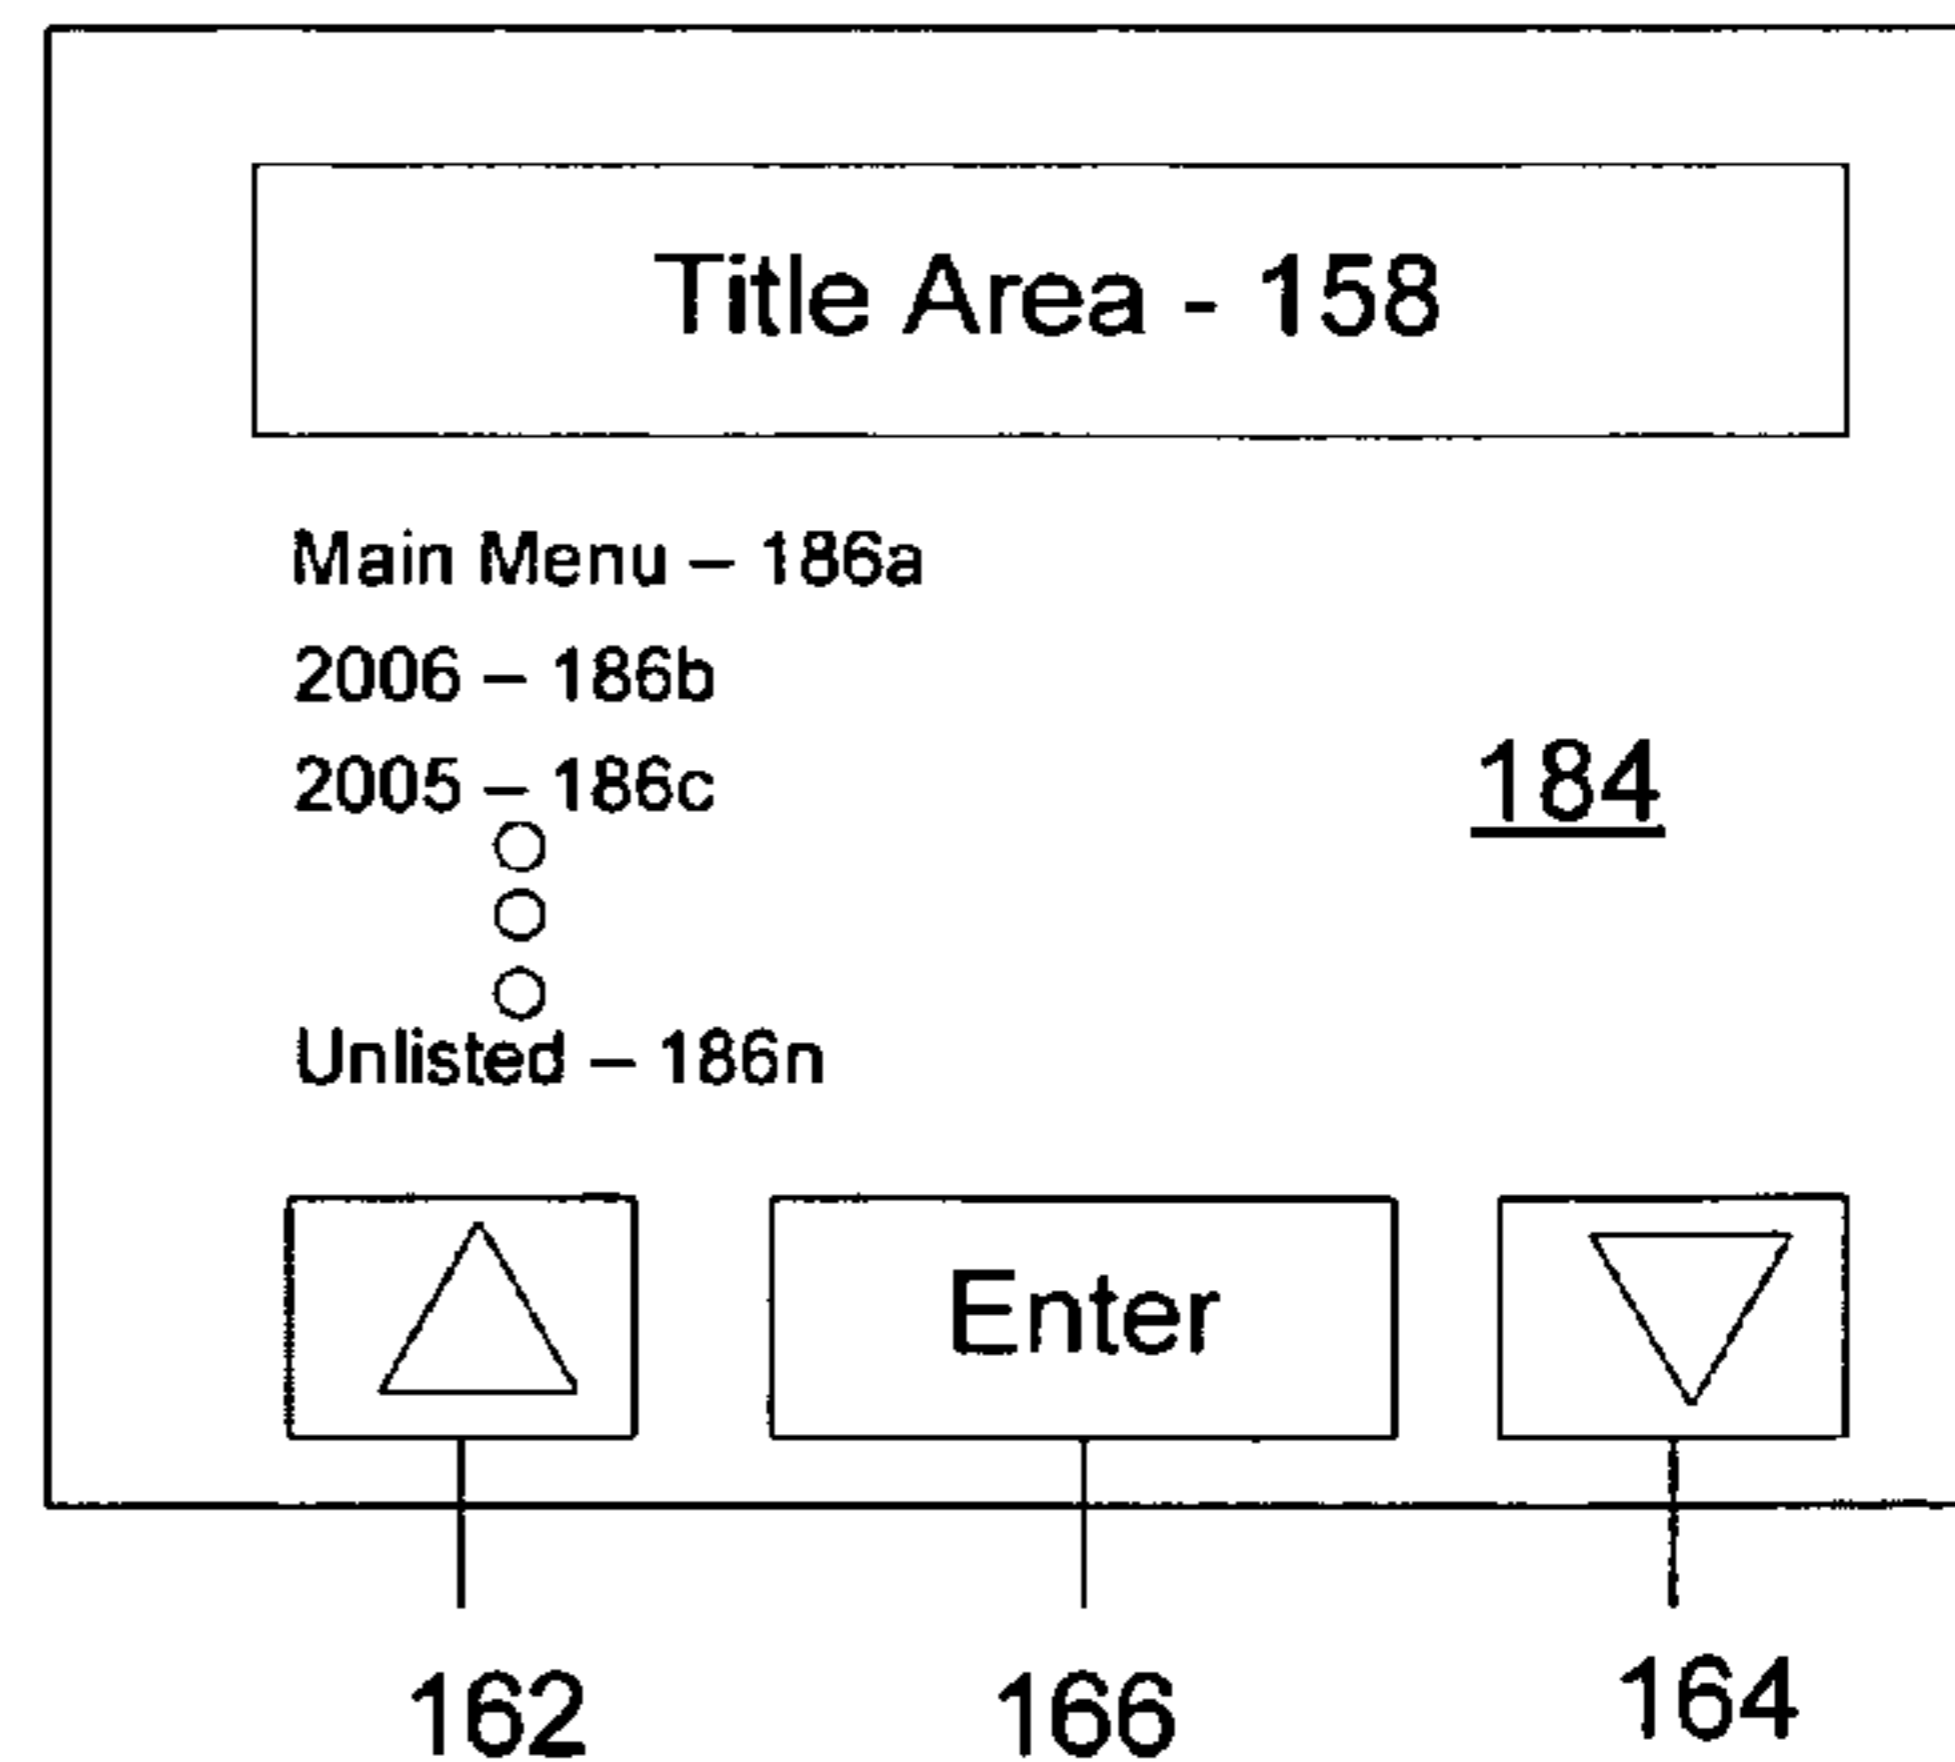 Title Area - 158
Main Menu – 186a
2006 – 186b
2005 – 186c
184
Unlisted – 186n
Enter
162 166 164